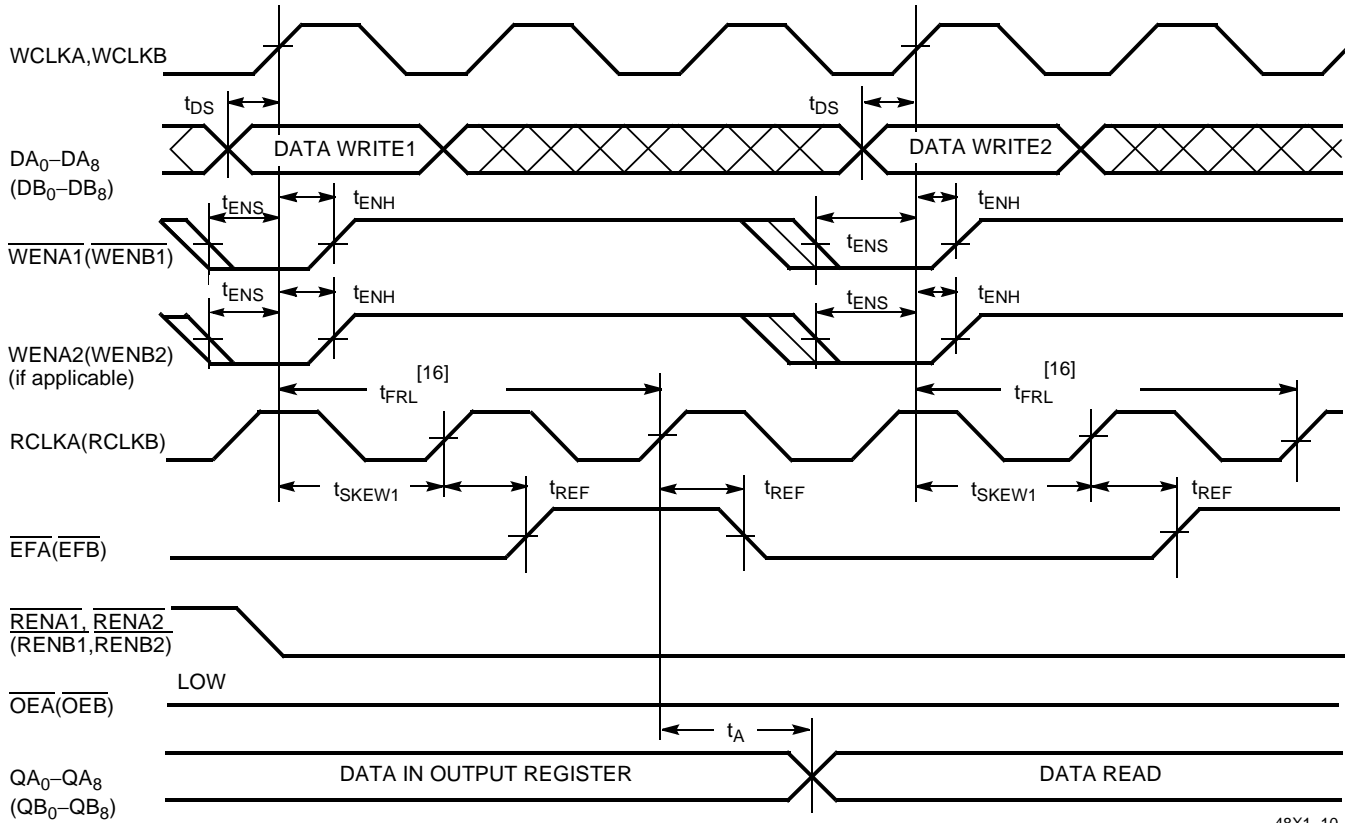 WCLKA,WCLKB
tDS
tDS
DA0–DA8
(DB0–DB8)
DATA WRITE1
DATA WRITE2
tENS
tENH
tENH
WENA1(WENB1)
tENS
tENS
tENH
tENS
tENH
WENA2(WENB2)
(if applicable)
[16]
tFRL
[16]
tFRL
RCLKA(RCLKB)
tSKEW1
tREF
tREF
tSKEW1
tREF
EFA(EFB)
RENA1, RENA2
(RENB1,RENB2)
LOW
OEA(OEB)
tA
QA0–QA8
(QB0–QB8)
DATA IN OUTPUT REGISTER
DATA READ